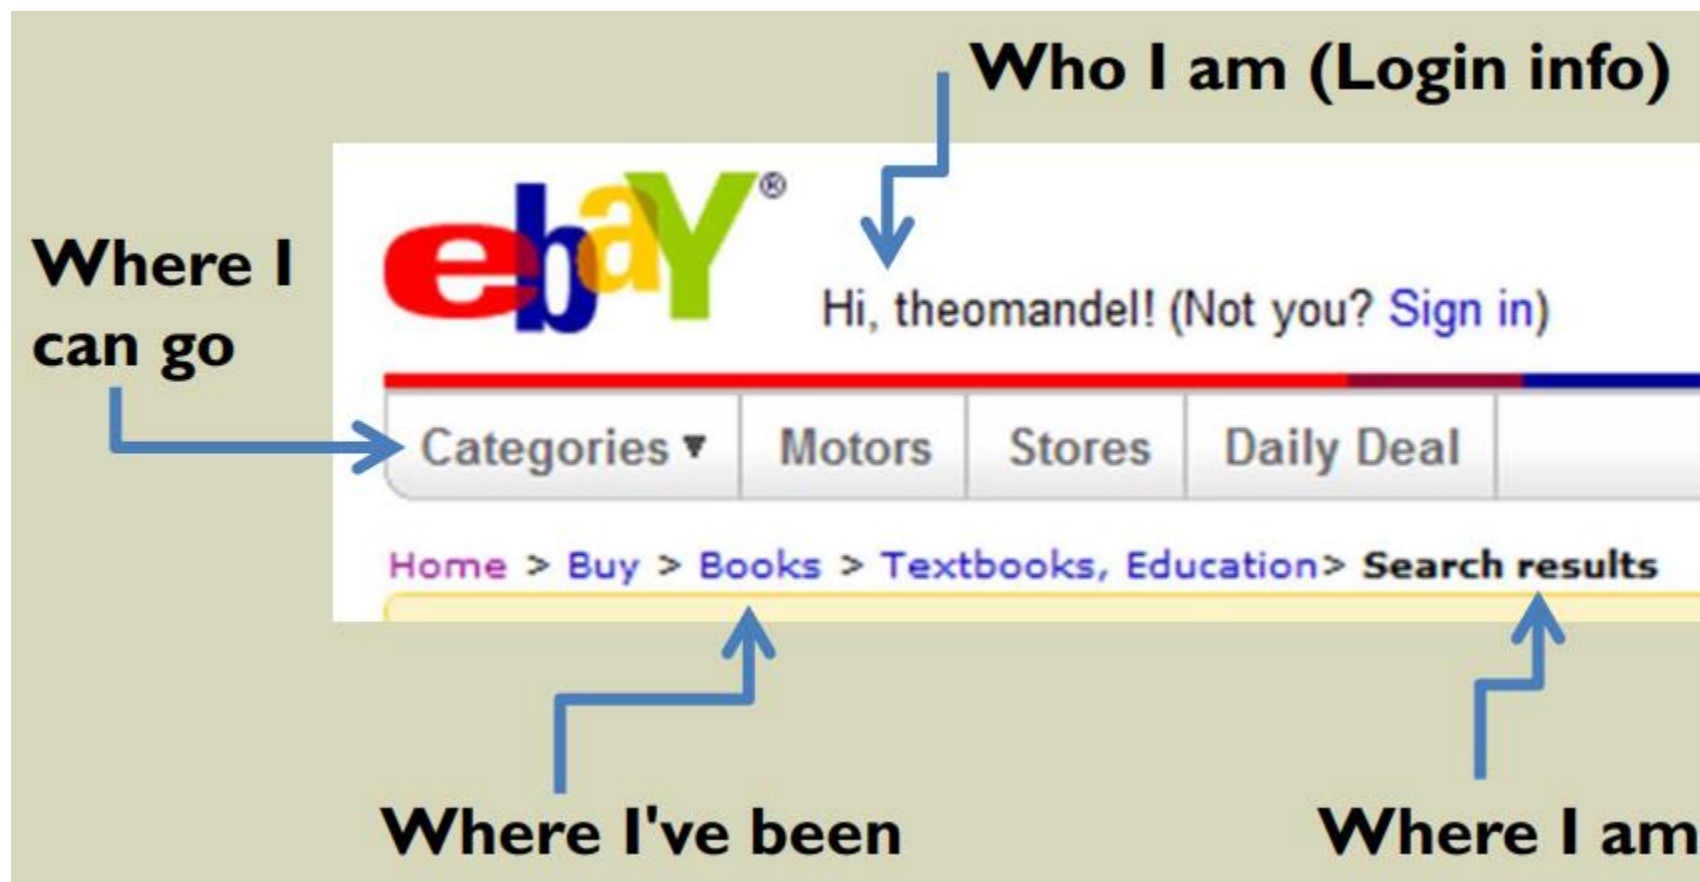 Who I am (Login info)
ebaY®
Where I
can go
Hi, theomandel! (Not you? Sign in)
Categories ▼ Motors Stores Daily Deal
Home > Buy > Books > Textbooks, Education> Search results
Where I've been
Where I am